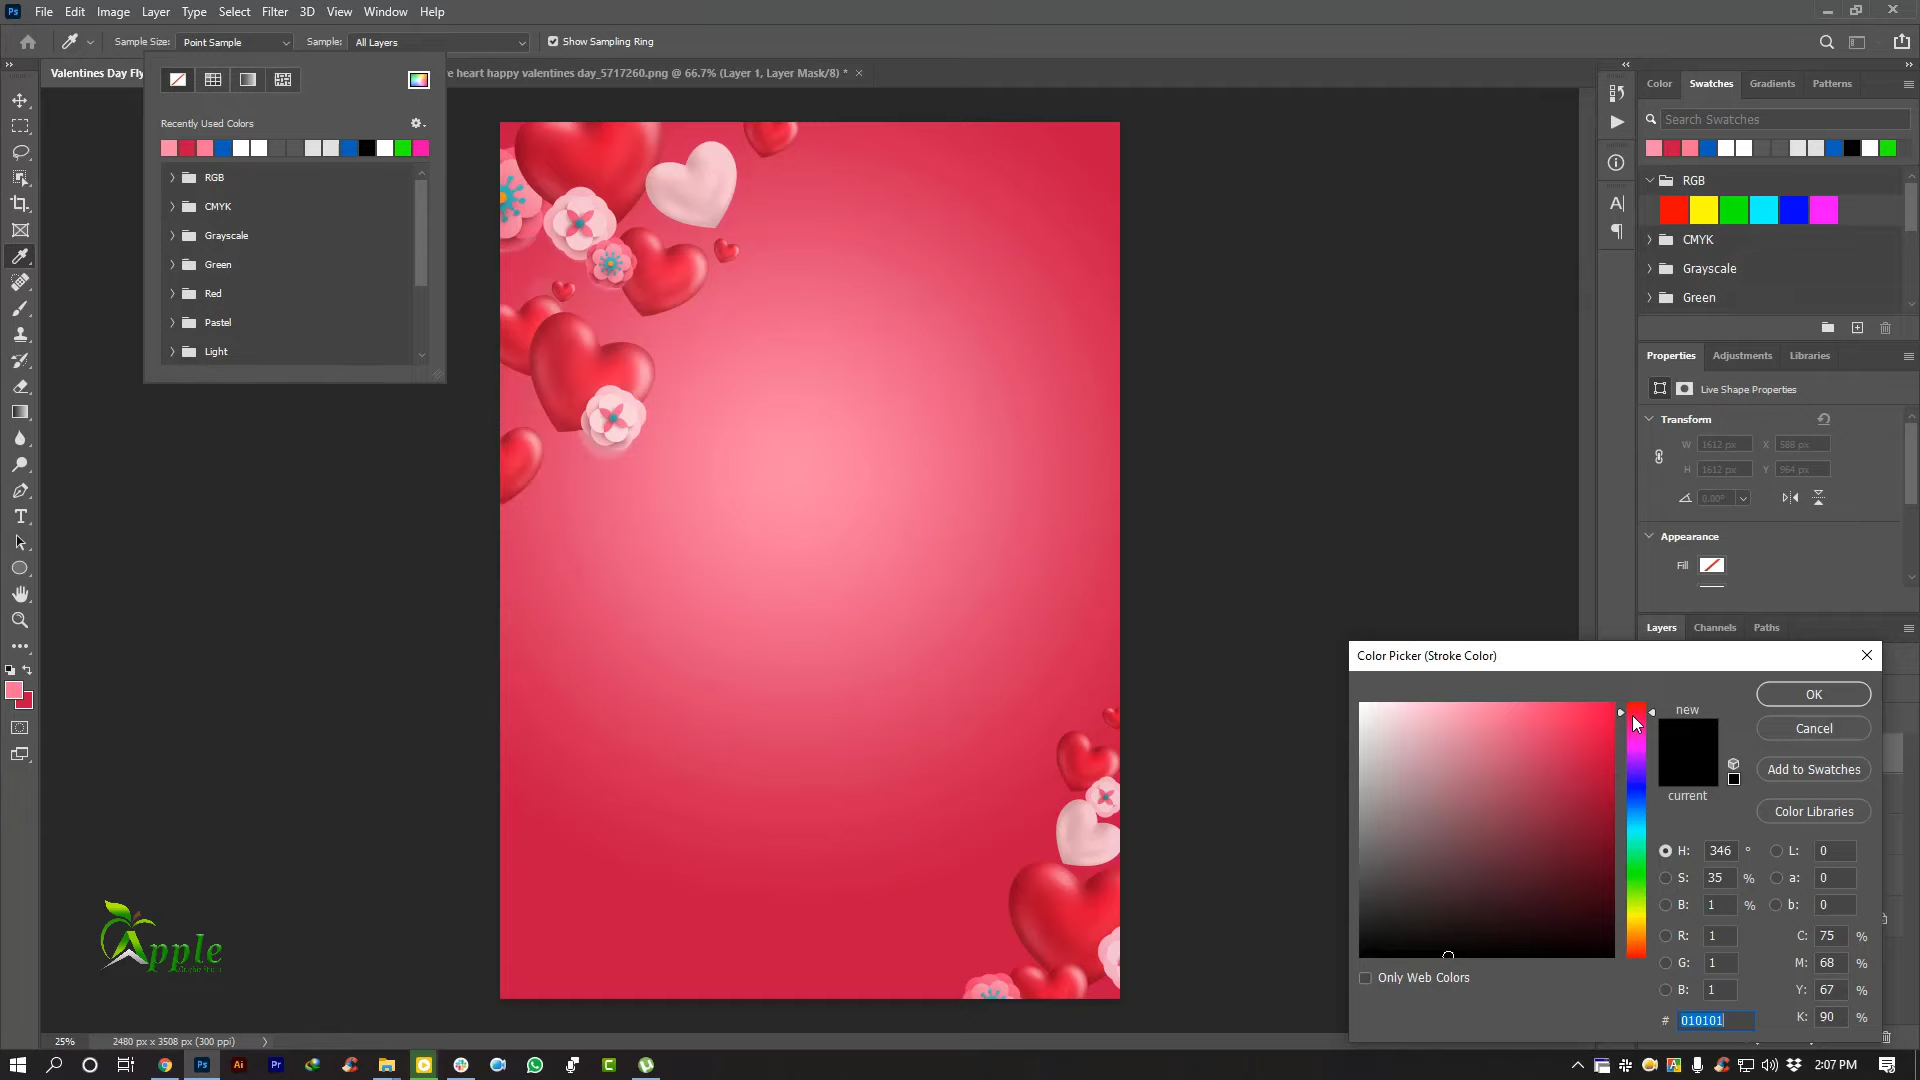 Ps File Edit Image Layer Type Select Filter 3D View Window Help
Sample Size: Point Sample Sample: All Layers Show Sampling Ring
Valentines Day Fly
e heart happy valentines day_5717260.png @ 66.7% (Layer 1, Layer Mask/8) *
Recently Used Colors
RGB
CMYK
Grayscale
Green
Red
Pastel
Light
Color Swatches Gradients Patterns
Search Swatches
RGB
CMYK
Grayscale
Green
Properties Adjustments Libraries
Live Shape Properties
Transform
W 1612 px X 588 px
H 1612 px Y 964 px
0.00°
Appearance
Fill
Layers Channels Paths
Color Picker (Stroke Color)
new
current
OK
Cancel
Add to Swatches
Color Libraries
H: 346 ° L: 0
S: 35 % a: 0
B: 1 % b: 0
R: 1 C: 75 %
G: 1 M: 68 %
B: 1 Y: 67 %
# 010101 K: 90 %
Only Web Colors
Apple
25% 2480 px x 3508 px (300 ppi)
Ps Ai Pr
2:07 PM